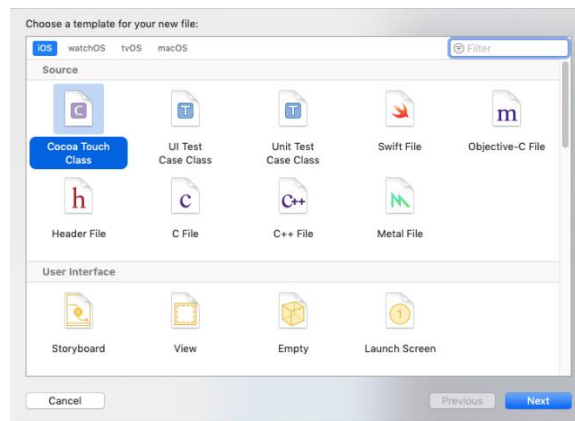 Choose a template for your new file:
iOS watchOS tvOS macOS Filter
Source
C T T m
Cocoa Touch Class UI Test Case Class Unit Test Case Class Swift File Objective-C File
h c C++
Header File C File C++ File Metal File
User Interface
1
Storyboard View Empty Launch Screen
Cancel Previous Next